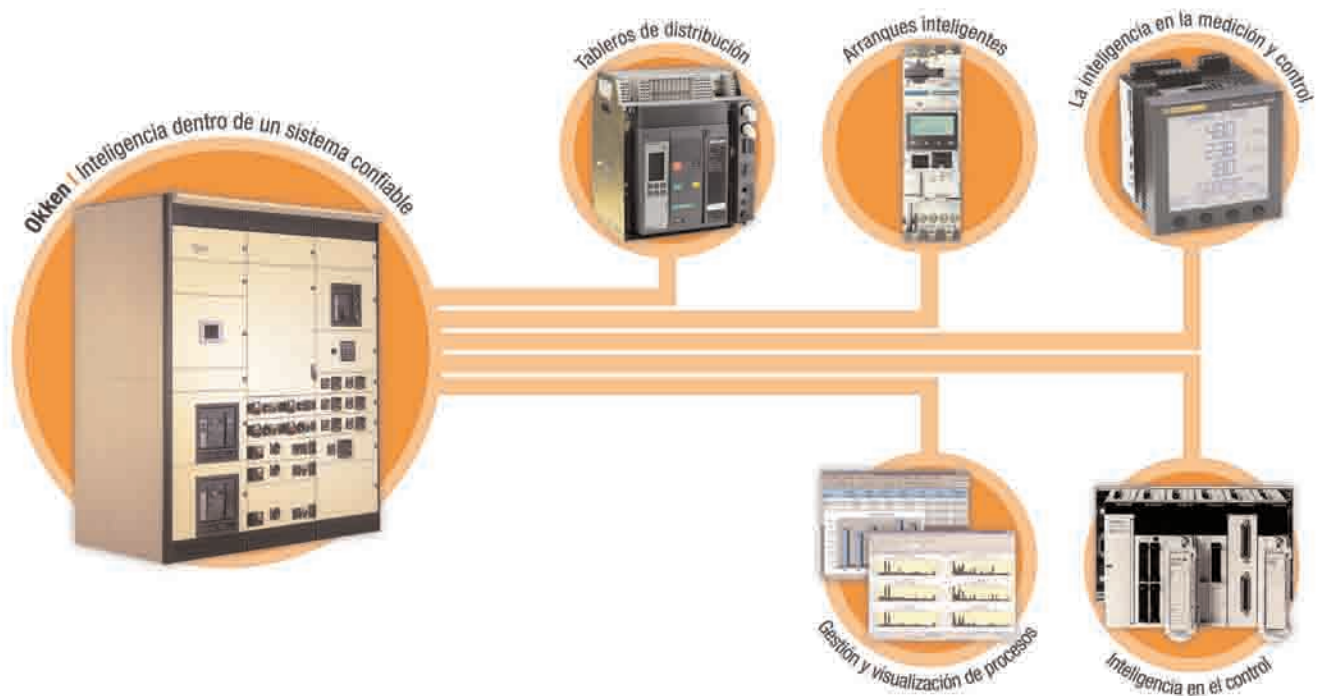 Okken | Inteligencia dentro de un sistema confiable
Tableros de distribución
Arranques inteligentes
La inteligencia en la medición y control
Gestión y visualización de procesos
Inteligencia en el control